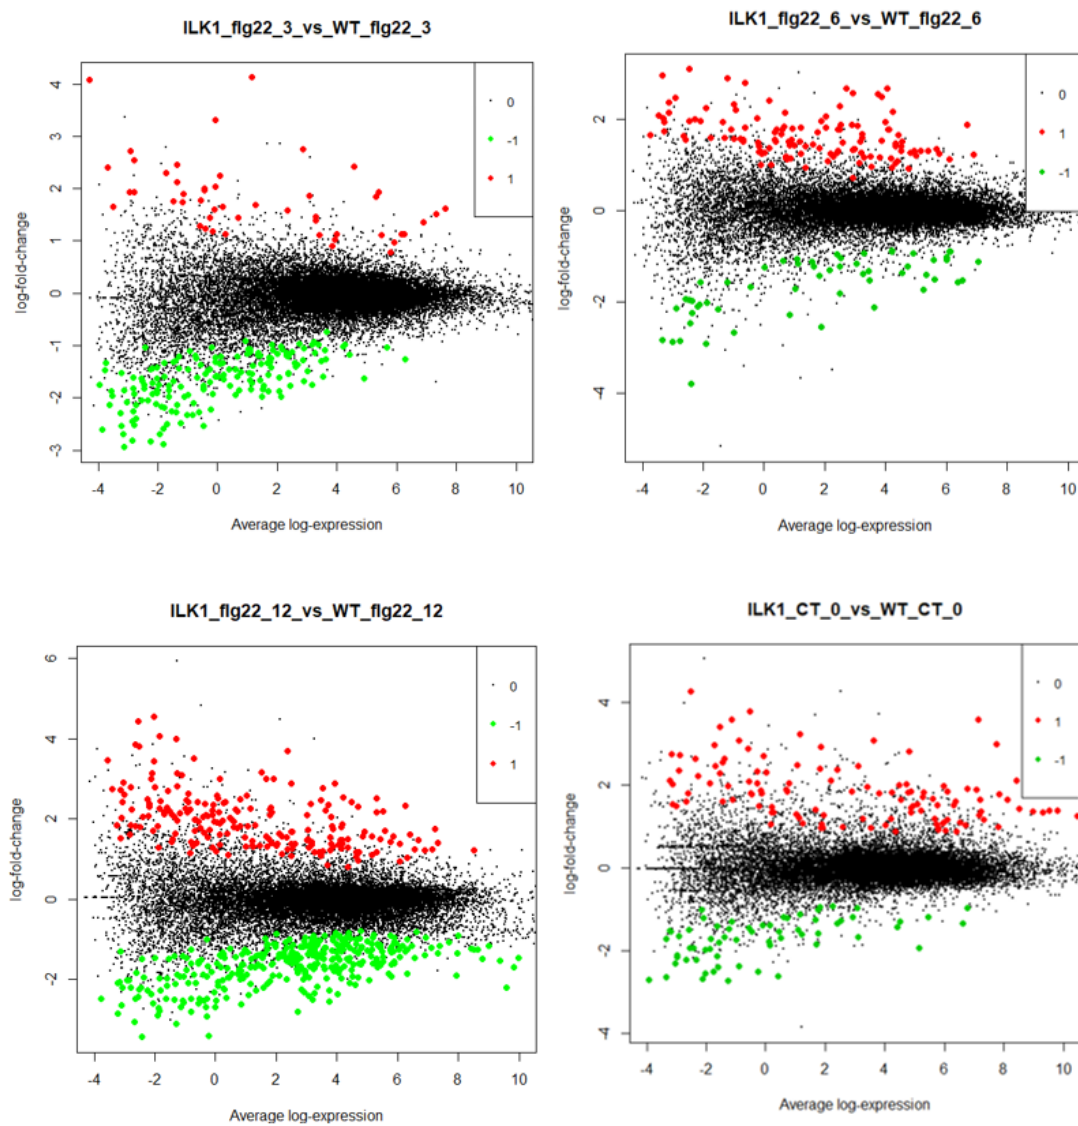 ILK1_flg22_3_vs_WT_flg22_3
4
3
2
1
0
-1
-2
-3
log-fold-change
0
-1
1
-4 -2 0 2 4 6 8 10
Average log-expression
ILK1_flg22_6_vs_WT_flg22_6
2
0
-2
-4
log-fold-change
0
1
-1
-4 -2 0 2 4 6 8 10
Average log-expression
ILK1_flg22_12_vs_WT_flg22_12
6
4
2
0
-2
log-fold-change
0
-1
1
-4 -2 0 2 4 6 8 10
Average log-expression
ILK1_CT_0_vs_WT_CT_0
4
2
0
-2
-4
log-fold-change
0
1
-1
-4 -2 0 2 4 6 8 10
Average log-expression